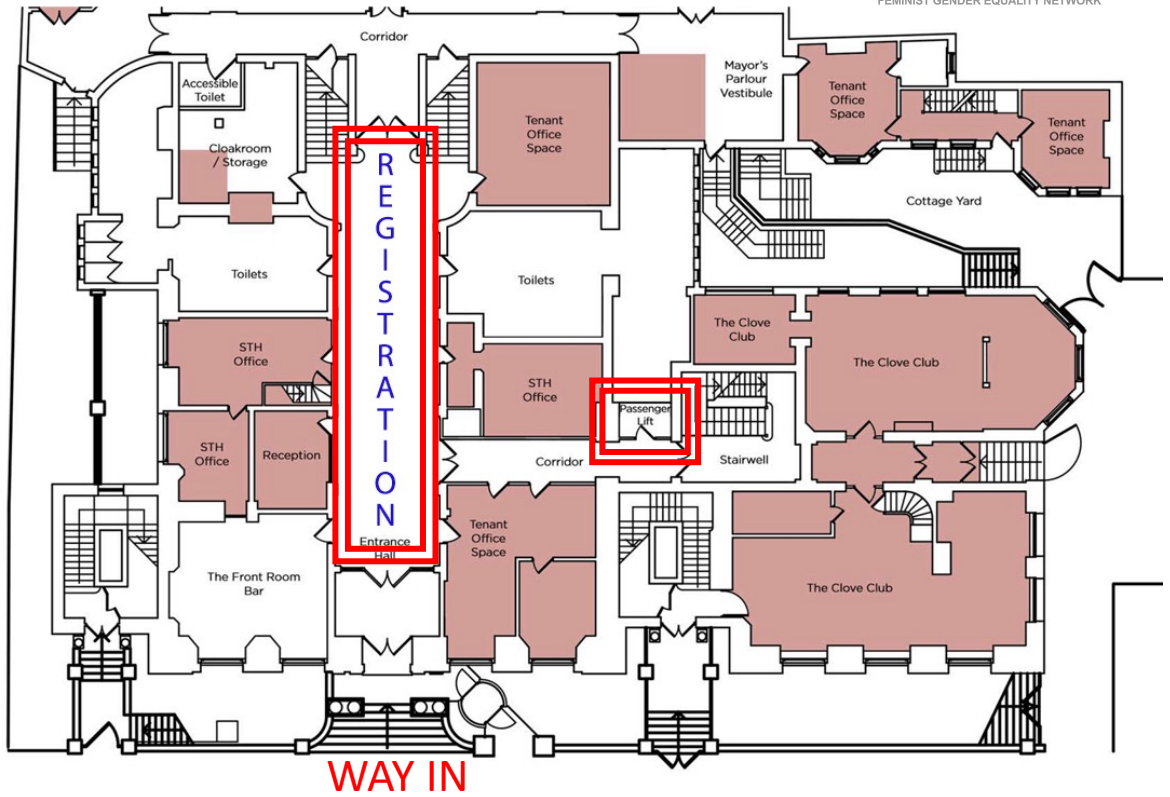 FEMINIST GENDER EQUALITY NETWORK
Corridor
Accessible
Toilet
Cloakroom
/ Storage
Tenant
Office
Space
Mayor's
Parlour
Vestibule
Tenant
Office
Space
Tenant
Office
Space
Cottage Yard
REGISTRATION
Toilets
Toilets
The Clove
Club
The Clove Club
STH
Office
STH
Office
Passenger
Lift
STH
Office
Reception
Corridor
Stairwell
Tenant
Office
Space
Entrance
Hall
The Front Room
Bar
The Clove Club
WAY IN